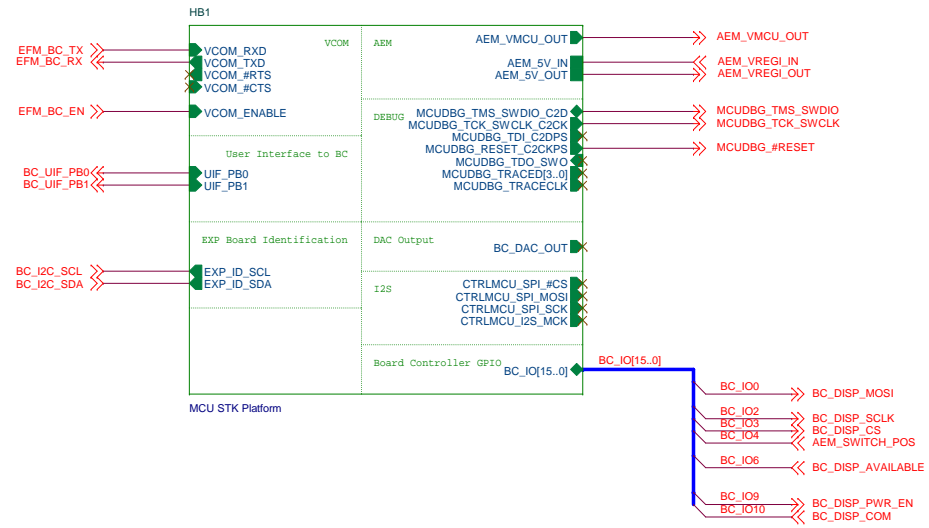 HB1
VCOM
AEM
EFM_BC_TX
VCOM_RXD
AEM_VMCU_OUT
AEM_VMCU_OUT
EFM_BC_RX
VCOM_TXD
AEM_5V_IN
AEM_VREGI_IN
VCOM_#RTS
AEM_5V_OUT
AEM_VREGI_OUT
VCOM_#CTS
EFM_BC_EN
VCOM_ENABLE
DEBUG
MCUDBG_TMS_SWDIO_C2D
MCUDBG_TMS_SWDIO
MCUDBG_TCK_SWCLK_C2CK
MCUDBG_TCK_SWCLK
MCUDBG_TDI_C2DPS
User Interface to BC
MCUDBG_RESET_C2CKPS
MCUDBG_#RESET
MCUDBG_TDO_SWO
BC_UIF_PB0
UIF_PB0
MCUDBG_TRACED[3..0]
BC_UIF_PB1
UIF_PB1
MCUDBG_TRACECLK
EXP Board Identification
DAC Output
BC_DAC_OUT
BC_I2C_SCL
EXP_ID_SCL
BC_I2C_SDA
EXP_ID_SDA
I2S
CTRLMCU_SPI_#CS
CTRLMCU_SPI_MOSI
CTRLMCU_SPI_SCK
CTRLMCU_I2S_MCK
Board Controller GPIO
BC_IO[15..0]
BC_IO[15..0]
MCU STK Platform
BC_IO0
BC_DISP_MOSI
BC_IO2
BC_DISP_SCLK
BC_IO3
BC_DISP_CS
BC_IO4
AEM_SWITCH_POS
BC_IO6
BC_DISP_AVAILABLE
BC_IO9
BC_DISP_PWR_EN
BC_IO10
BC_DISP_COM